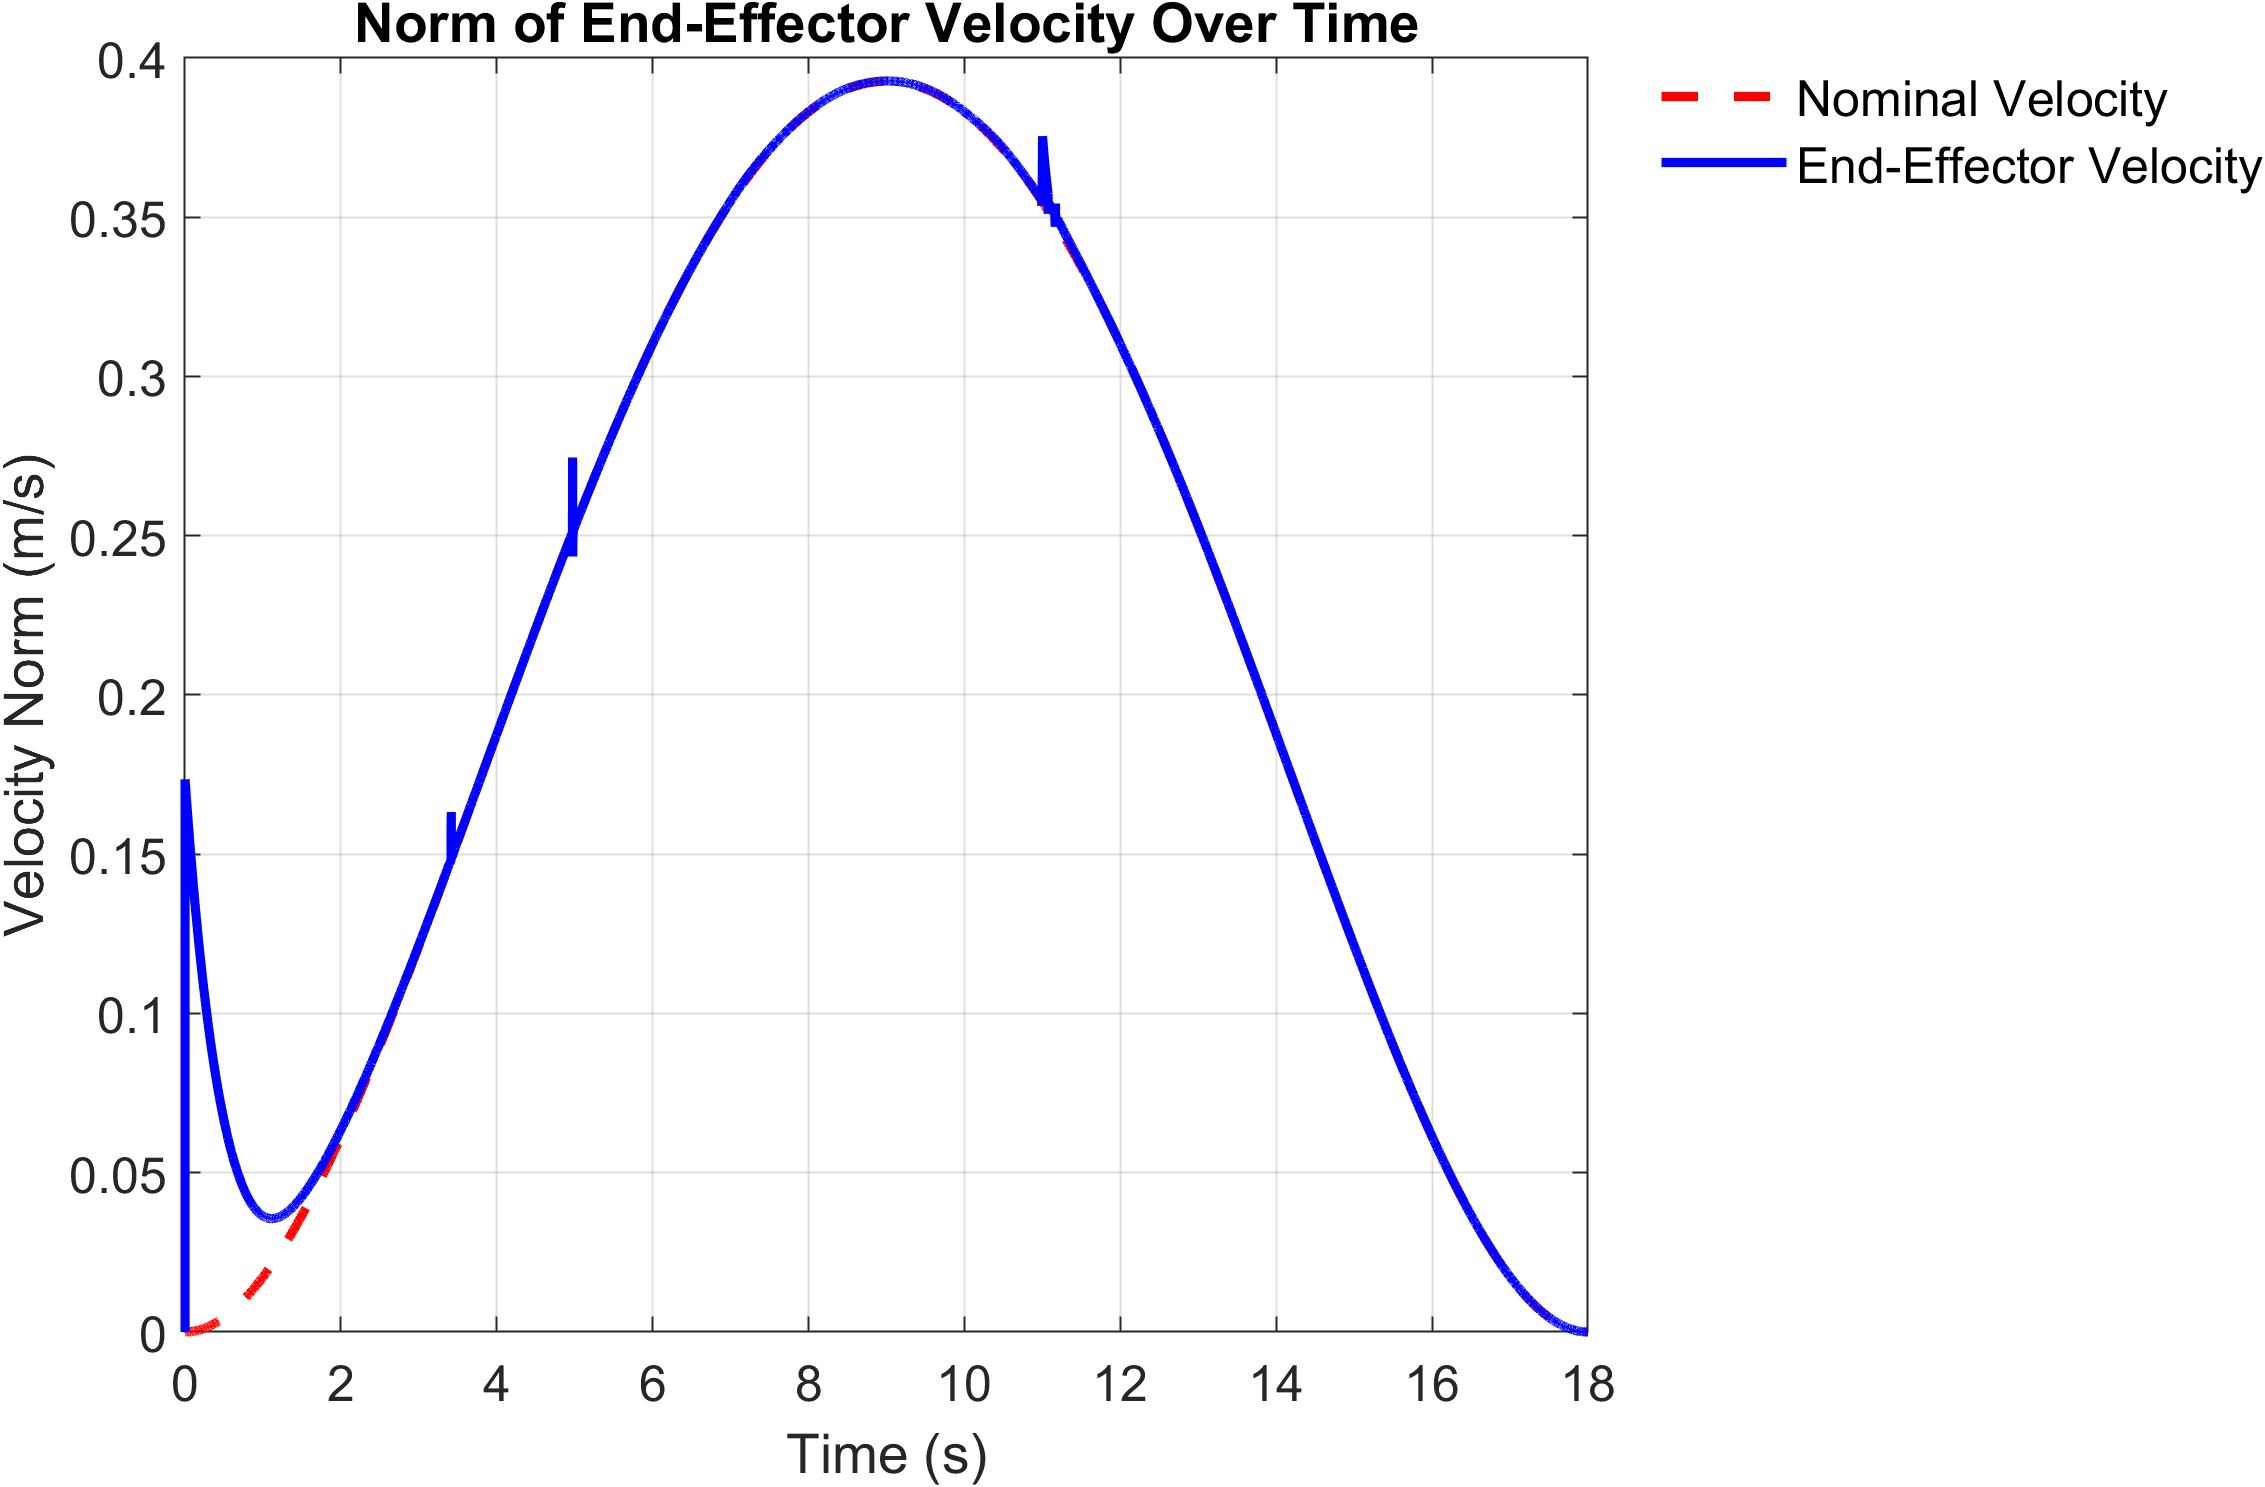 Norm of End-Effector Velocity Over Time
Nominal Velocity
End-Effector Velocity
Velocity Norm (m/s)
0.4
0.35
0.3
0.25
0.2
0.15
0.1
0.05
0
0 2 4 6 8 10 12 14 16 18
Time (s)